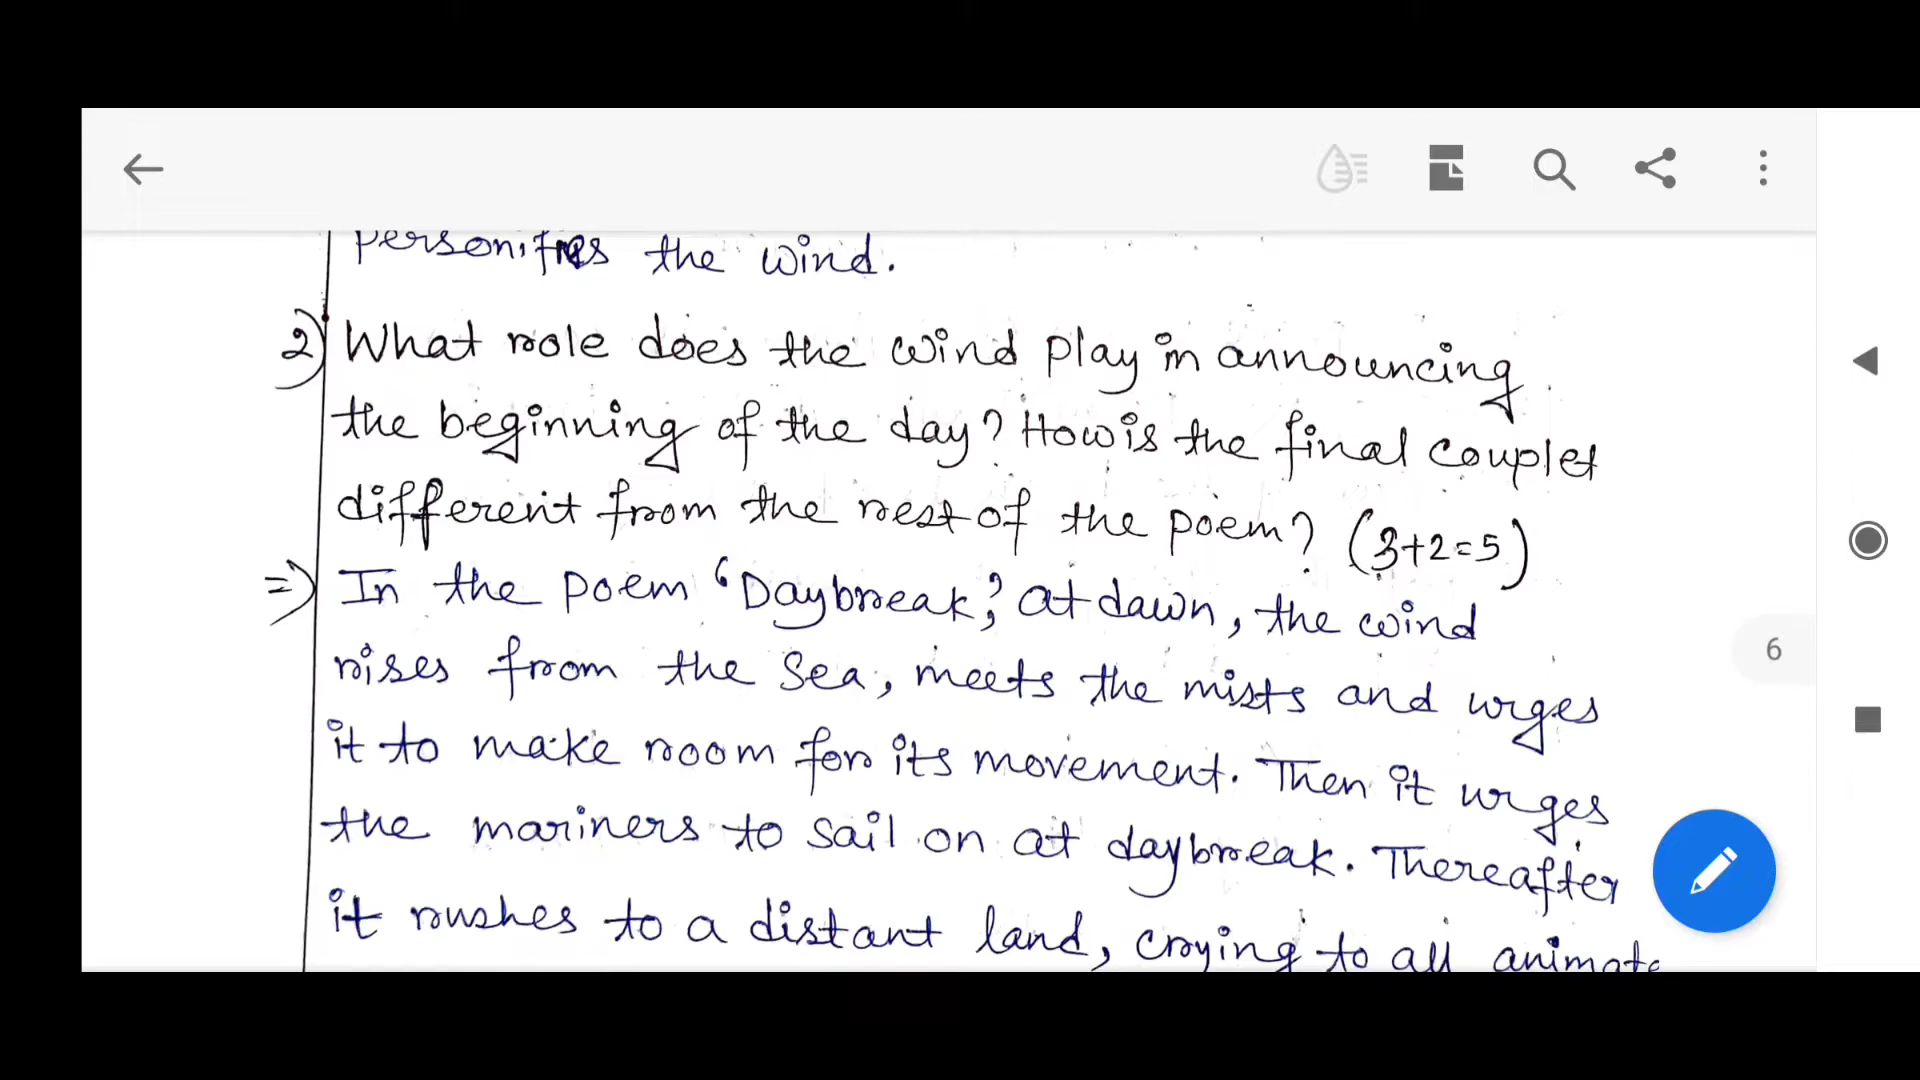 personifies the wind.
2) What role does the wind play in announcing
the beginning of the day? How is the final couplet
different from the rest of the poem? (3+2=5)
=) In the poem 'Daybreak', at dawn, the wind
rises from the sea, meets the mists and urges
it to make room for its movement. Then it urges
6
the mariners to sail on at daybreak. Thereafter
it rushes to a distant land, crying to all animate